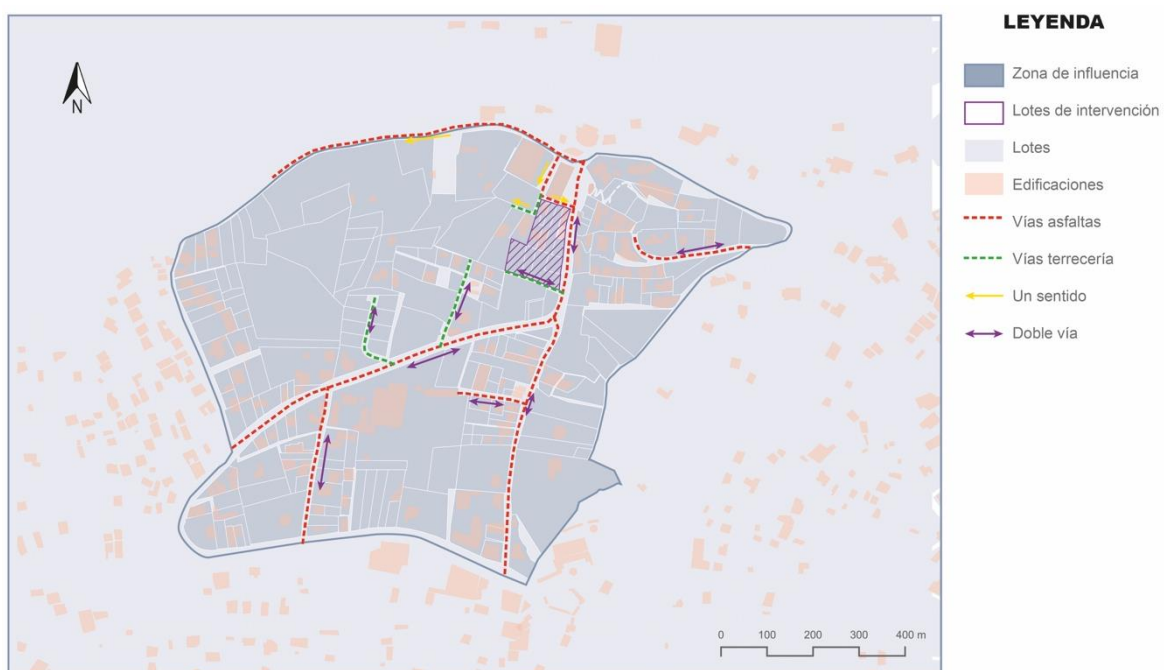 LEYENDA
Zona de influencia
Lotes de intervención
Lotes
Edificaciones
Vías asfaltas
Vías terrecería
Un sentido
Doble vía
N
0 100 200 300 400 m